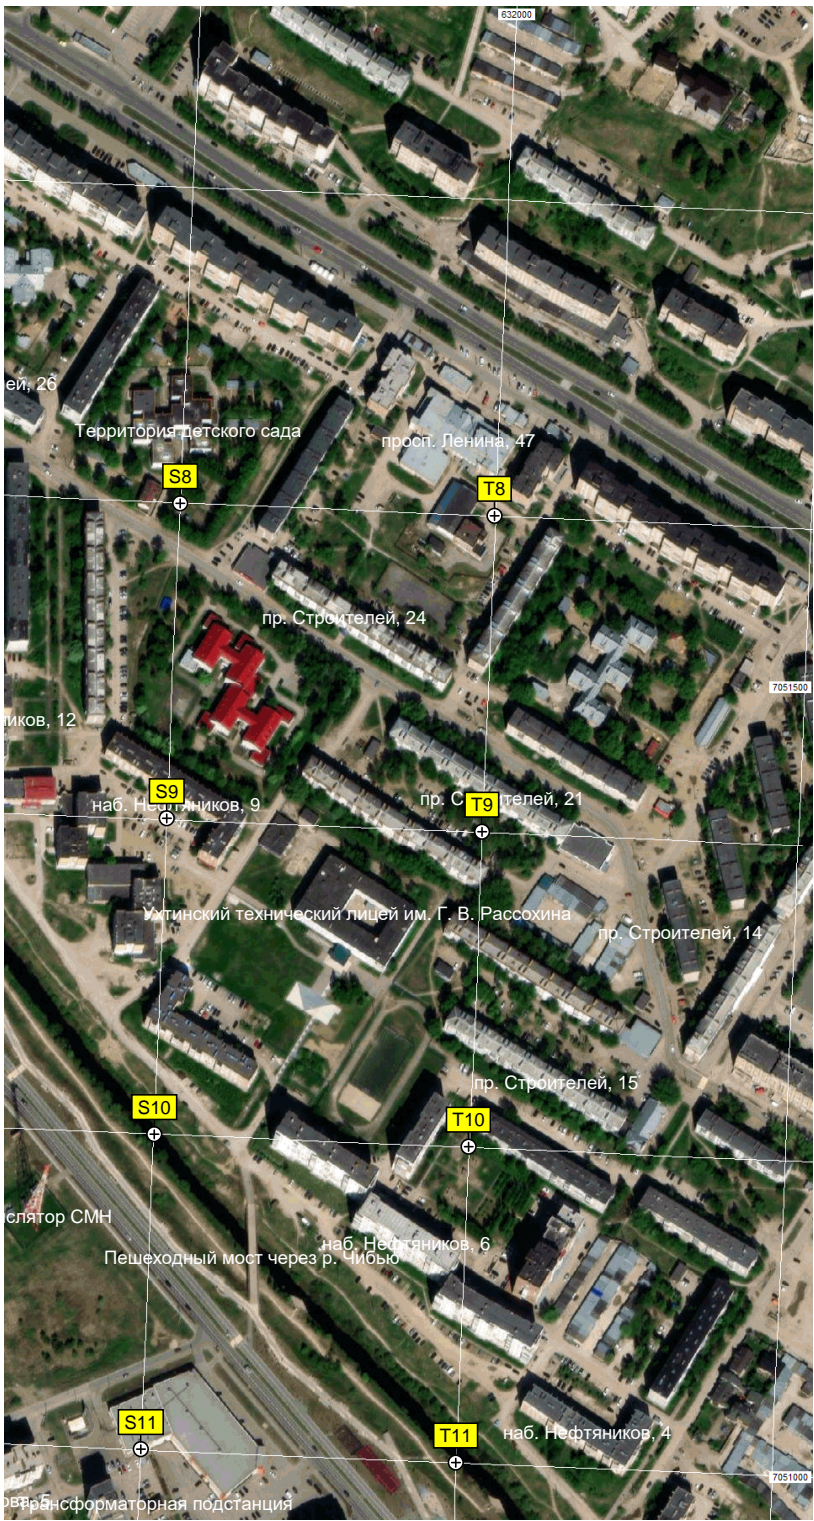 632000
ей, 26
Территория детского сада
просп. Ленина, 47
S8
T8
пр. Строителей, 24
7051500
иков, 12
S9
наб. Нефтяников, 9
T9
пр. Строителей, 21
Ухтинский технический лицей им. Г. В. Рассохина
пр. Строителей, 14
пр. Строителей, 15
S10
T10
слятор СМН
наб. Нефтяников, 6
Пешеходный мост через р. Чибью
S11
T11
наб. Нефтяников, 4
7051000
Трансформаторная подстанция